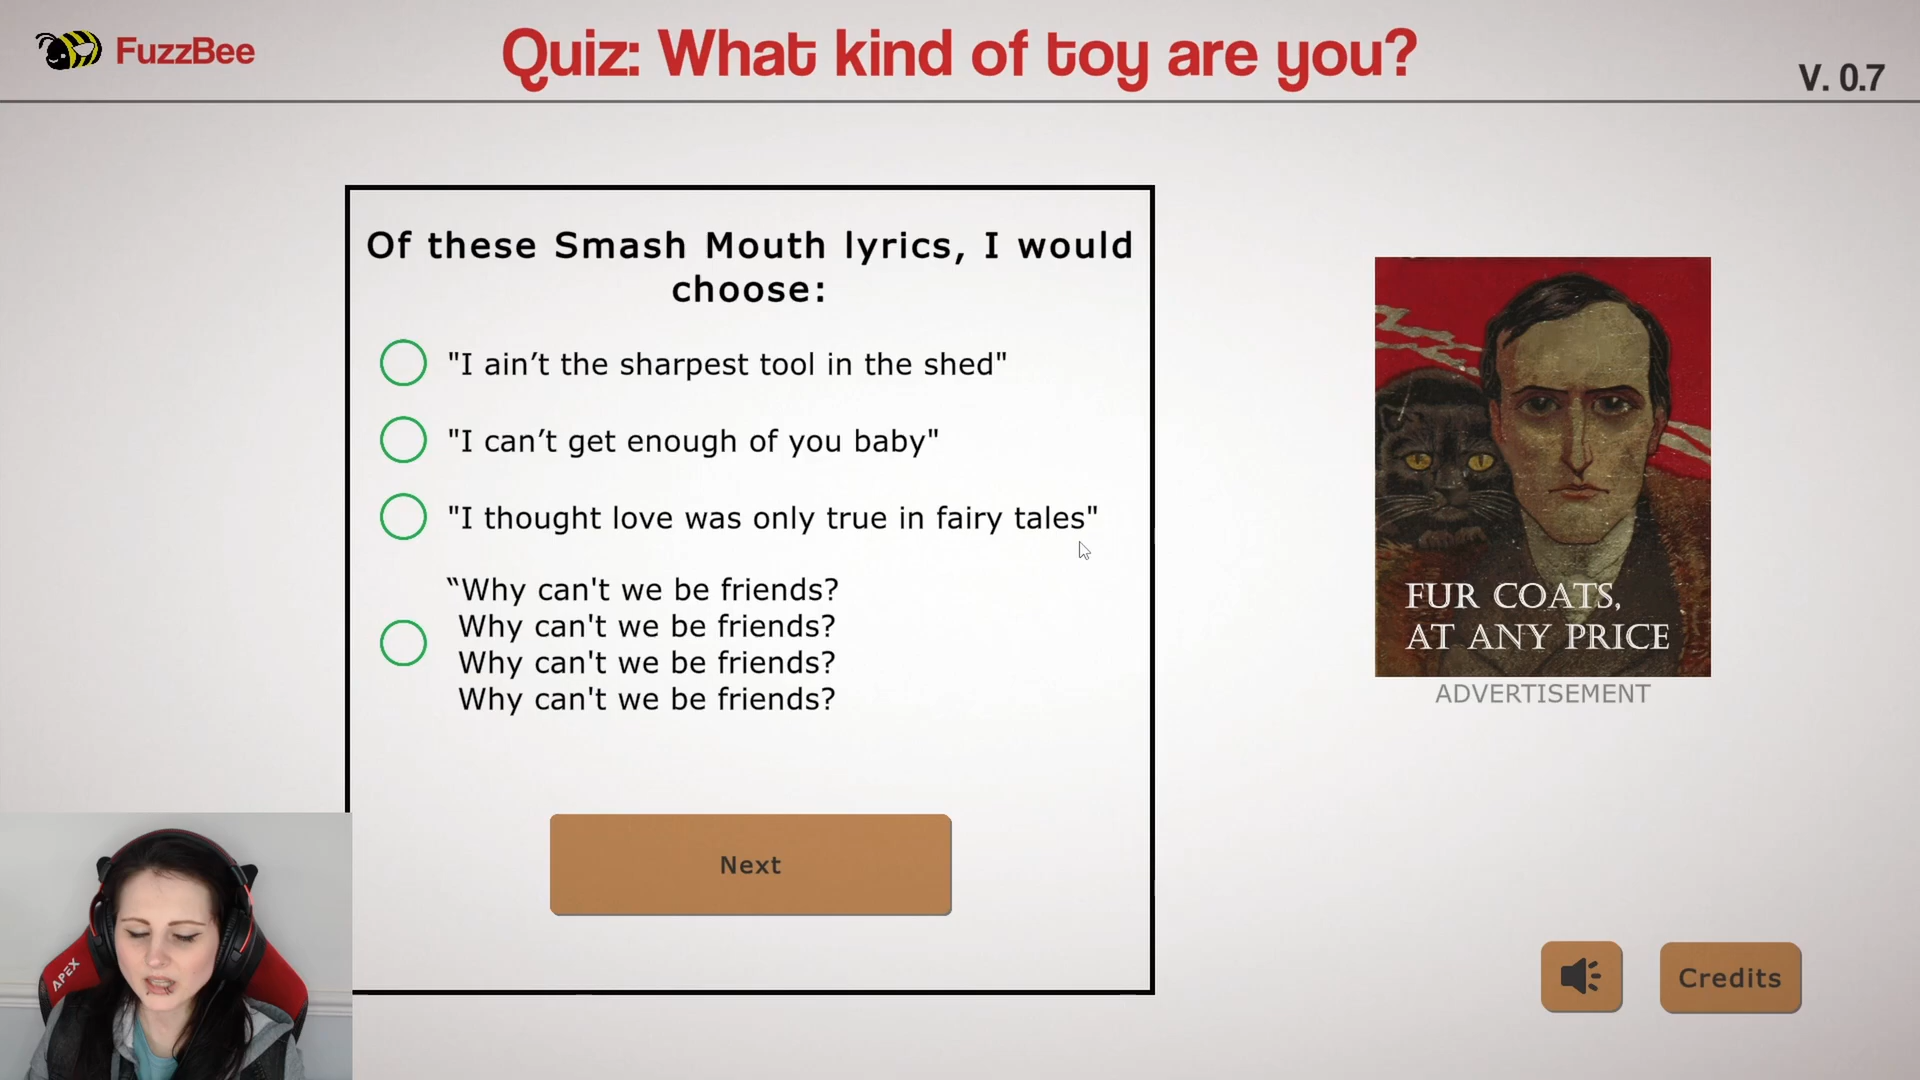 FuzzBee
Quiz: What kind of toy are you?
V. 0.7
Of these Smash Mouth lyrics, I would
choose:
"I ain’t the sharpest tool in the shed"
"I can’t get enough of you baby"
"I thought love was only true in fairy tales"
“Why can't we be friends?
Why can't we be friends?
Why can't we be friends?
Why can't we be friends?
Next
FUR COATS,
AT ANY PRICE
ADVERTISEMENT
APEX
Credits